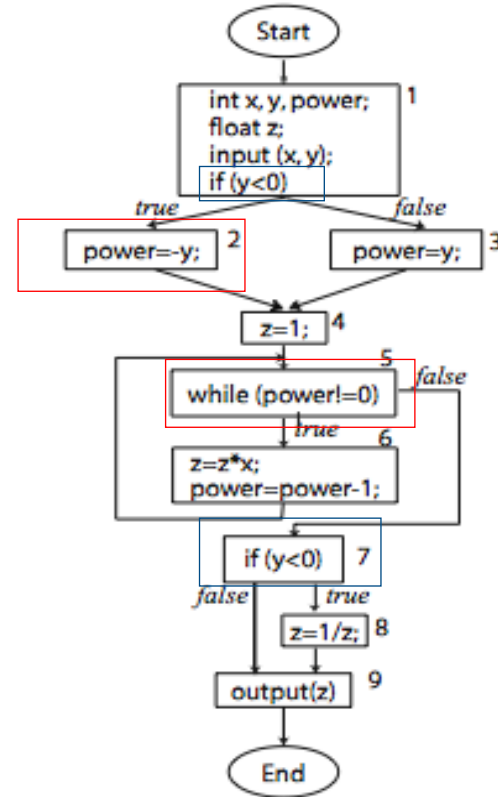 Start
1
int x, y, power;
float z;
input (x, y);
if (y<0)
true
false
2
power=-y;
3
power=y;
z=1;
4
5
while (power!=0)
false
true
6
z=z*x;
power=power-1;
if (y<0)
7
false
true
z=1/z;
8
output(z)
9
End